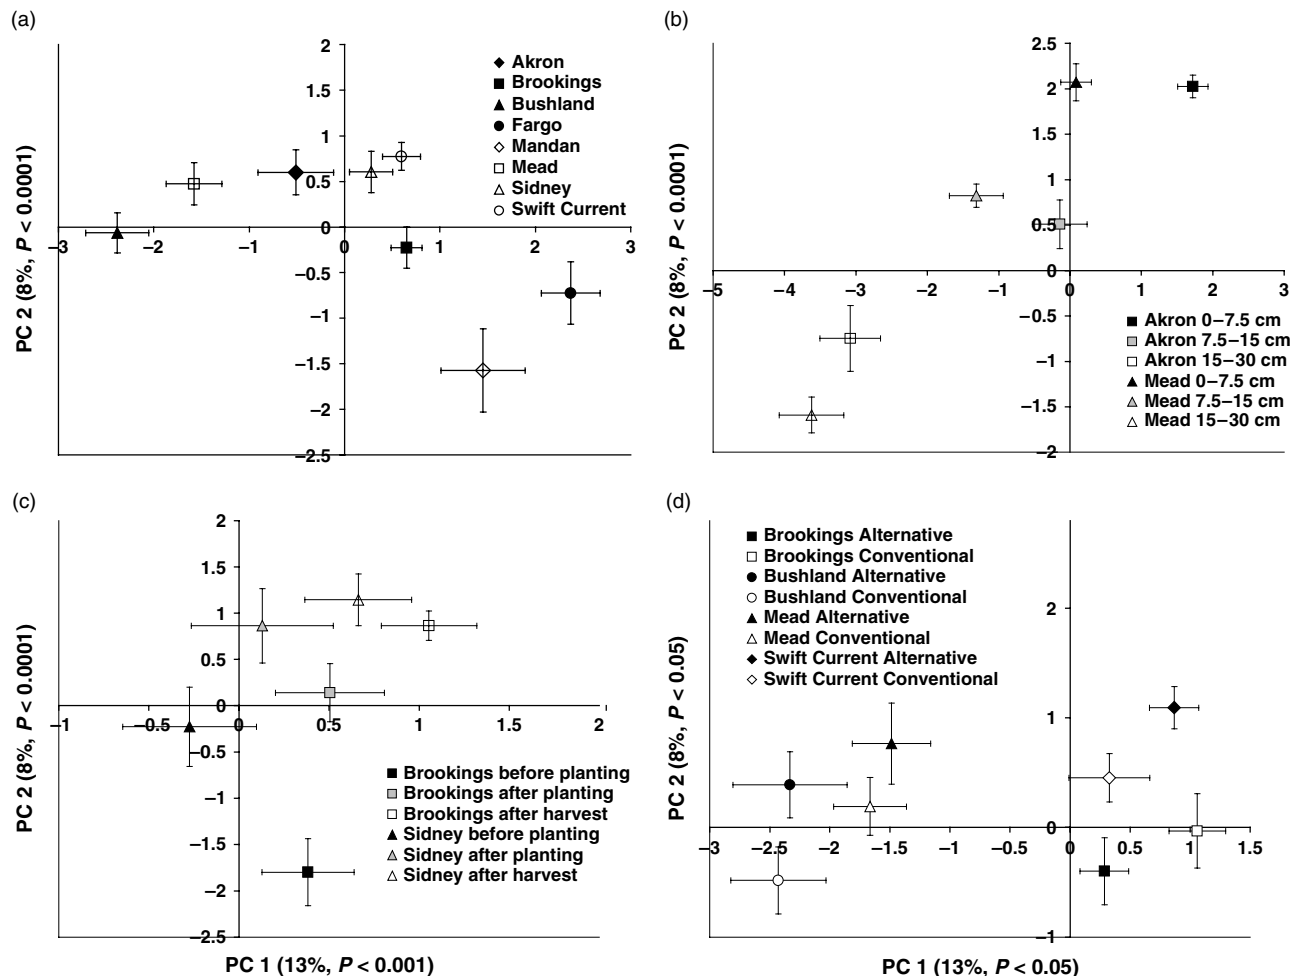 (a)
PC 2 (8%, P < 0.0001)
2
1.5
1
0.5
0
−0.5
−1
−1.5
−2
−2.5
−3
−2
−1
0
1
2
3
Akron
Brookings
Bushland
Fargo
Mandan
Mead
Sidney
Swift Current
(b)
PC 2 (8%, P < 0.0001)
2.5
2
1.5
1
0.5
0
−0.5
−1
−1.5
−2
−5
−4
−3
−2
−1
0
1
2
3
Akron 0−7.5 cm
Akron 7.5−15 cm
Akron 15−30 cm
Mead 0−7.5 cm
Mead 7.5−15 cm
Mead 15−30 cm
(c)
PC 2 (8%, P < 0.0001)
2
1.5
1
0.5
0
−0.5
−1
−1.5
−2
−2.5
−1
−0.5
0
0.5
1
1.5
2
Brookings before planting
Brookings after planting
Brookings after harvest
Sidney before planting
Sidney after planting
Sidney after harvest
PC 1 (13%, P < 0.001)
(d)
PC 2 (8%, P < 0.05)
2
1
0
−1
−3
−2.5
−2
−1.5
−1
−0.5
0
0.5
1
1.5
Brookings Alternative
Brookings Conventional
Bushland Alternative
Bushland Conventional
Mead Alternative
Mead Conventional
Swift Current Alternative
Swift Current Conventional
PC 1 (13%, P < 0.05)